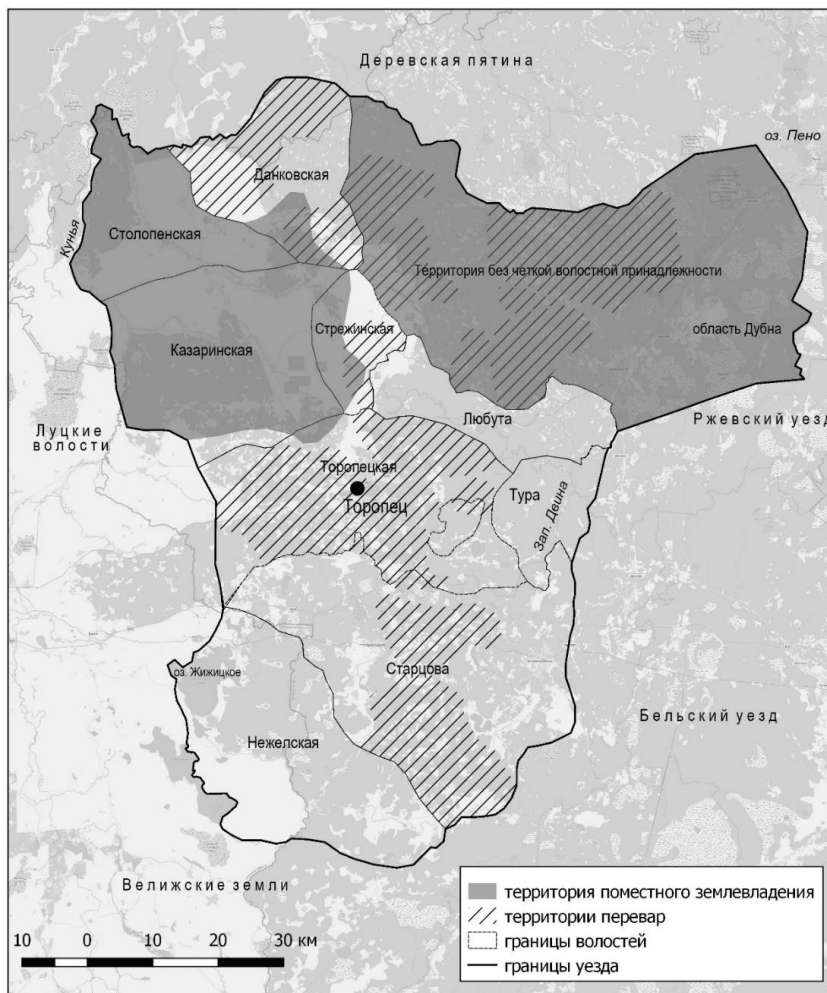 Деревская пятина
оз. Пено
Данковская
Кунья
Столопенская
Территория без четкой волостной принадлежности
Стрежинская
область Дубна
Казаринская
Любута
Ржевский уезд
Луцкие
волости
Торопецкая
Торопец
Тура
Зап. Двина
Старцова
оз. Жижицкое
Бельский уезд
Нежелская
Велижские земли
территория поместного землевладения
территории перевар
границы волостей
границы уезда
10 0 10 20 30 км